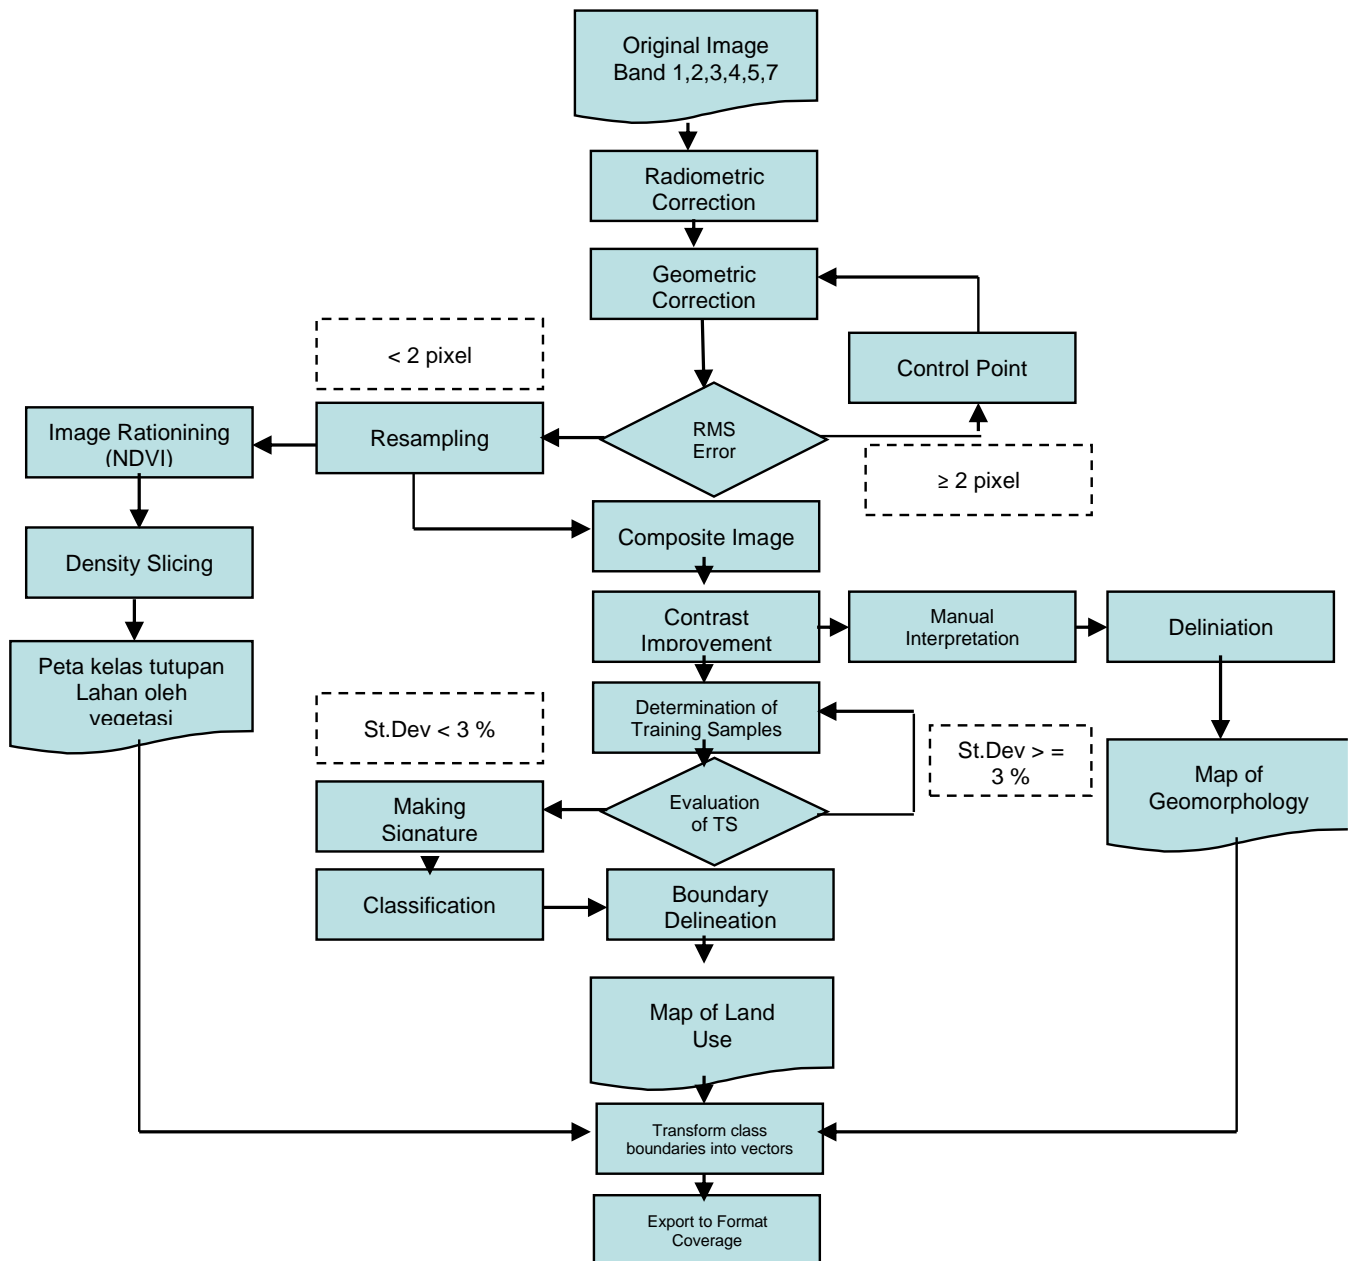 Original Image
Band 1,2,3,4,5,7
Radiometric
Correction
Geometric
Correction
< 2 pixel
Control Point
Image Rationining
(NDVI)
Resampling
RMS
Error
≥ 2 pixel
Composite Image
Density Slicing
Contrast
Improvement
Manual
Interpretation
Deliniation
Peta kelas tutupan
Lahan oleh
vegetasi
St.Dev < 3 %
Determination of
Training Samples
St.Dev > =
3 %
Map of
Geomorphology
Making
Signature
Evaluation
of TS
Classification
Boundary
Delineation
Map of Land
Use
Transform class
boundaries into vectors
Export to Format
Coverage